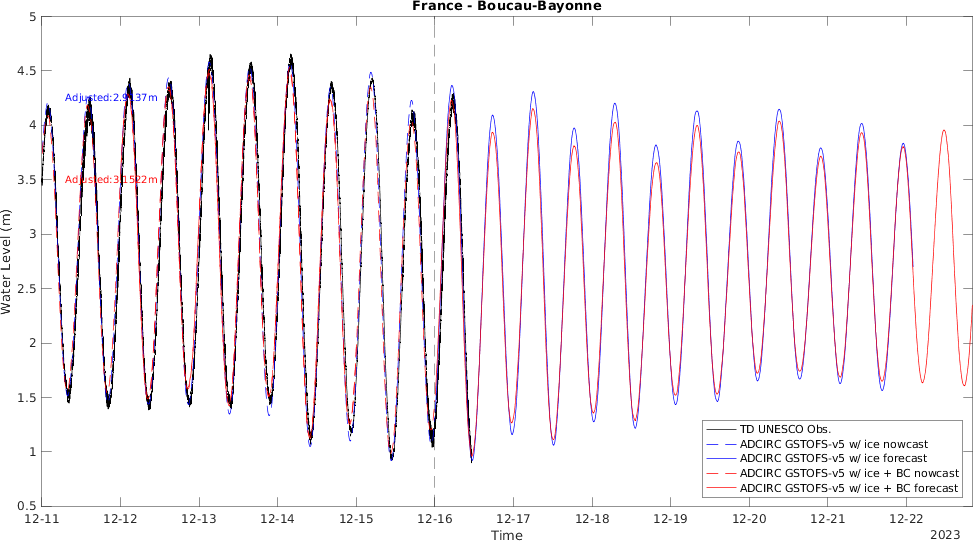 France - Boucau-Bayonne
5
4.5
4
3.5
3
2.5
2
1.5
1
0.5
Water Level (m)
Adjusted:2.9137m
Adjusted:3.1522m
TD UNESCO Obs.
ADCIRC GSTOFS-v5 w/ ice nowcast
ADCIRC GSTOFS-v5 w/ ice forecast
ADCIRC GSTOFS-v5 w/ ice + BC nowcast
ADCIRC GSTOFS-v5 w/ ice + BC forecast
12-11 12-12 12-13 12-14 12-15 12-16 12-17 12-18 12-19 12-20 12-21 12-22
Time
2023